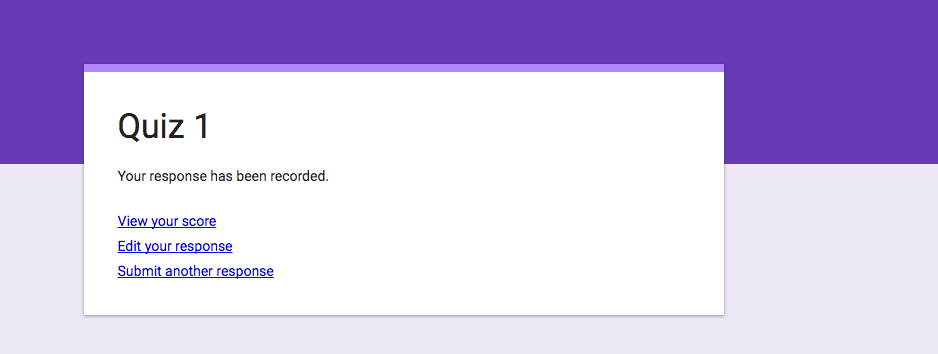 Quiz 1
Your response has been recorded.
View your score
Edit your response
Submit another response